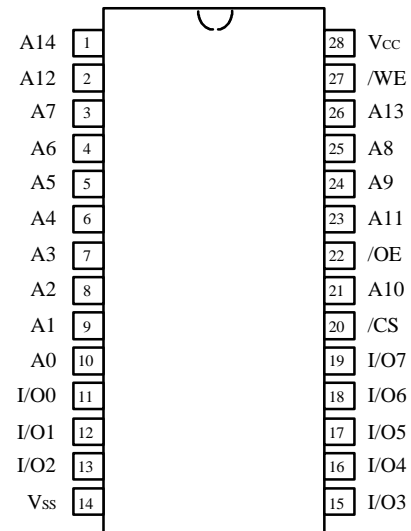 A14 1 28 Vcc
A12 2 27 /WE
A7 3 26 A13
A6 4 25 A8
A5 5 24 A9
A4 6 23 A11
A3 7 22 /OE
A2 8 21 A10
A1 9 20 /CS
A0 10 19 I/O7
I/O0 11 18 I/O6
I/O1 12 17 I/O5
I/O2 13 16 I/O4
Vss 14 15 I/O3